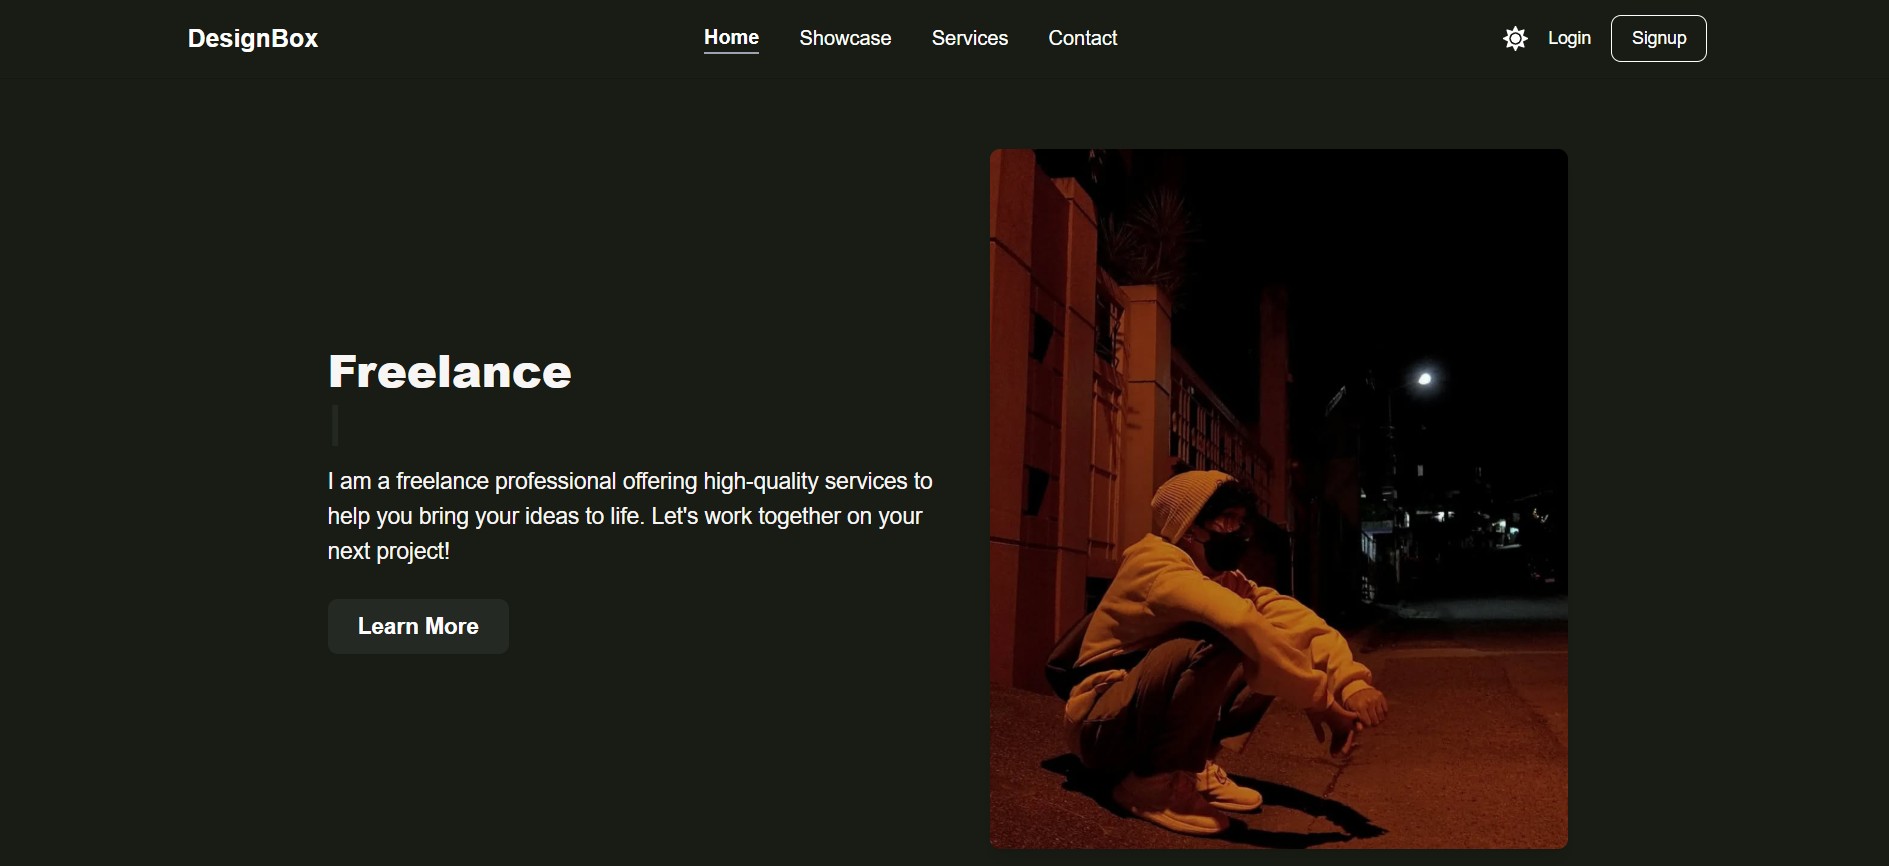 DesignBox
Home
Showcase
Services
Contact
Login
Signup
Freelance
I am a freelance professional offering high-quality services to
help you bring your ideas to life. Let's work together on your
next project!
Learn More